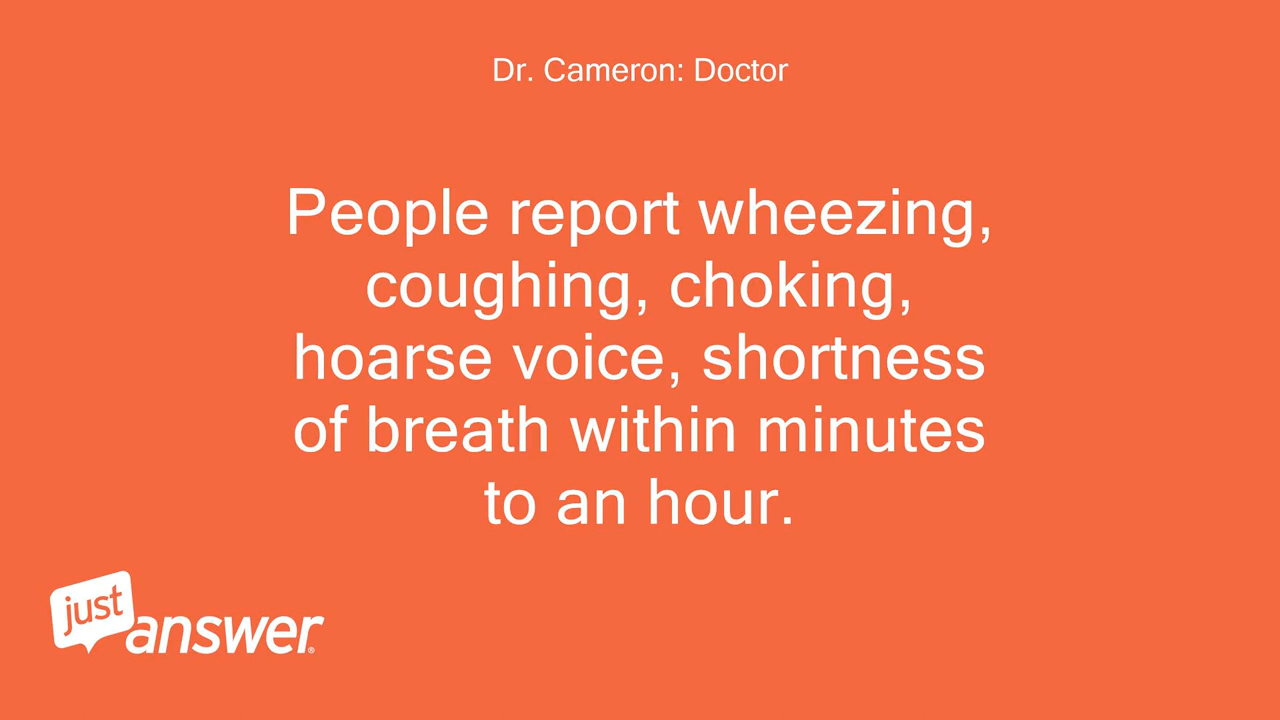 Dr. Cameron: Doctor
People report wheezing,
coughing, choking,
hoarse voice, shortness
of breath within minutes
to an hour.
just
answer®